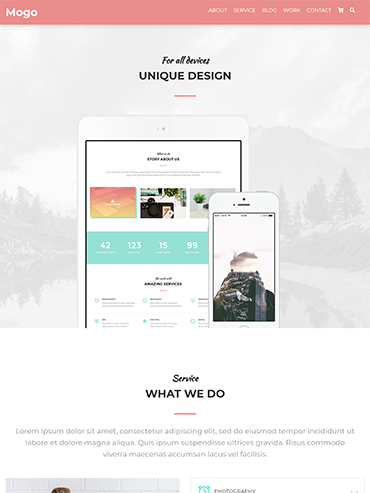 Mogo
ABOUT SERVICE BLOG WORK CONTACT
For all devices
UNIQUE DESIGN
What we do
STORY ABOUT US
42 123 15 99
We work with
AMAZING SERVICES
Service
WHAT WE DO
Lorem ipsum dolor sit amet, consectetur adipiscing elit, sed do eiusmod tempor incididunt ut
labore et dolore magna aliqua. Quis ipsum suspendisse ultrices gravida. Risus commodo
viverra maecenas accumsan lacus vel facilisis.
PHOTOGRAPHY